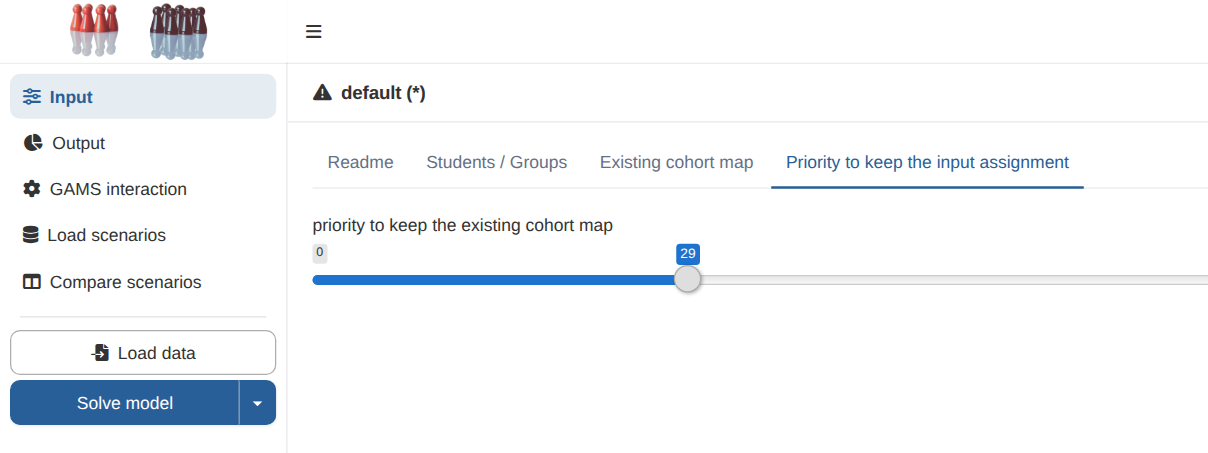 default (*)
Input
Output
GAMS interaction
Load scenarios
Compare scenarios
Load data
Solve model
Readme
Students / Groups
Existing cohort map
Priority to keep the input assignment
priority to keep the existing cohort map
0
29